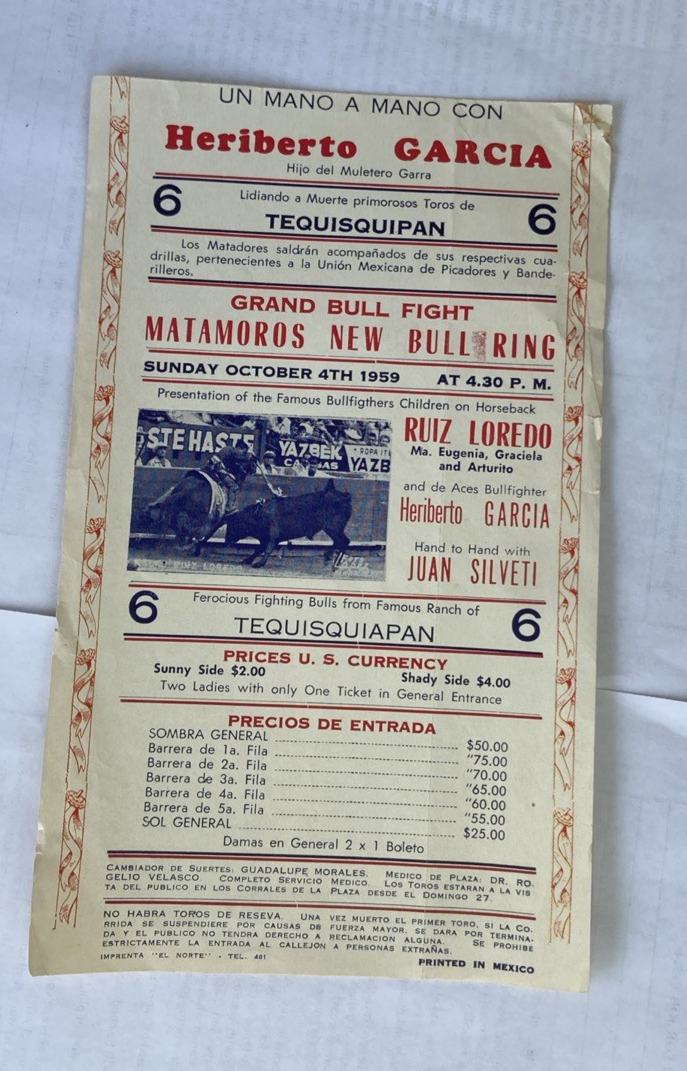 UN MANO A MANO CON
Heriberto GARCIA
Hijo del Muletero Garra
6 Lidiando a Muerte primorosos Toros de 6
TEQUISQUIPAN
Los Matadores saldrán acompañados de sus respectivas cua-
drillas, pertenecientes a la Unión Mexicana de Picadores y Bande-
rilleros.
GRAND BULL FIGHT
MATAMOROS NEW BULL RING
SUNDAY OCTOBER 4TH 1959 AT 4.30 P. M.
Presentation of the Famous Bullfigthers Children on Horseback
STE HASTE
YAZBEK
YAZB
RUIZ LOREDO
Ma. Eugenia, Graciela
and Arturito
and de Aces Bullfighter
Heriberto GARCIA
Hand to Hand with
JUAN SILVETI
6 Ferocious Fighting Bulls from Famous Ranch of 6
TEQUISQUIAPAN
PRICES U. S. CURRENCY
Sunny Side $2.00 Shady Side $4.00
Two Ladies with only One Ticket in General Entrance
PRECIOS DE ENTRADA
SOMBRA GENERAL $50.00
Barrera de 1a. Fila "75.00
Barrera de 2a. Fila "70.00
Barrera de 3a. Fila "65.00
Barrera de 4a. Fila "60.00
Barrera de 5a. Fila "55.00
SOL GENERAL $25.00
Damas en General 2 x 1 Boleto
CAMBIADOR DE SUERTES: GUADALUPE MORALES. MEDICO DE PLAZA: DR. RO.
GELIO VELASCO COMPLETO SERVICIO MEDICO. LOS TOROS ESTARAN A LA VIS
TA DEL PUBLICO EN LOS CORRALES DE LA PLAZA DESDE EL DOMINGO 27.
NO HABRA TOROS DE RESERVA. UNA VEZ MUERTO EL PRIMER TORO, SI LA CO.
RRIDA SE SUSPENDIERE POR CAUSAS DE FUERZA MAYOR, SE DARA POR TERMINA-
DA Y EL PUBLICO NO TENDRA DERECHO A RECLAMACION ALGUNA. SE PROHIBE
ESTRICTAMENTE LA ENTRADA AL CALLEJON A PERSONAS EXTRAÑAS.
IMPRENTA "EL NORTE" - TEL. 401 PRINTED IN MEXICO